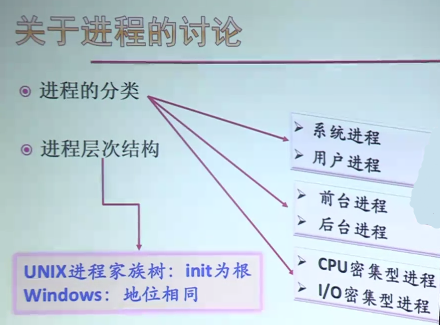 关于进程的讨论
进程的分类
系统进程
用户进程
前台进程
后台进程
CPU密集型进程
I/O密集型进程
进程层次结构
UNIX进程家族树：init为根
Windows：地位相同